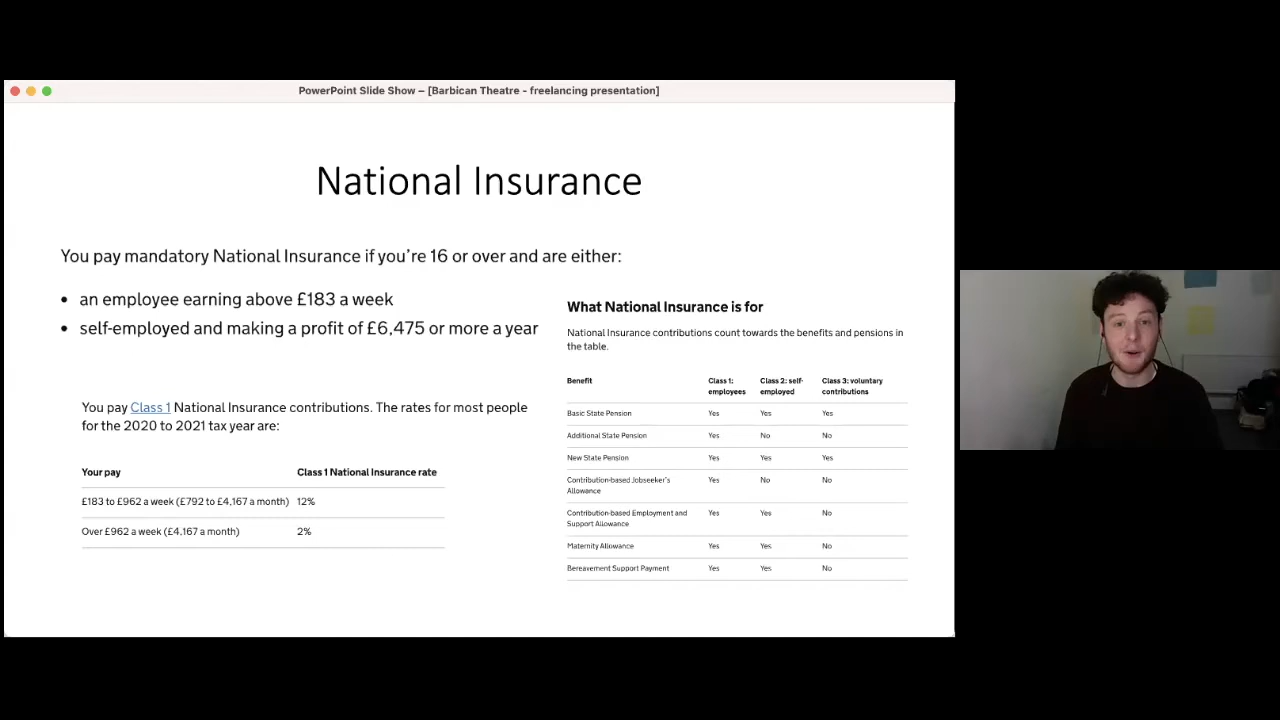 PowerPoint Slide Show – [Barbican Theatre - freelancing presentation]
National Insurance
You pay mandatory National Insurance if you're 16 or over and are either:
• an employee earning above £183 a week
• self-employed and making a profit of £6,475 or more a year
You pay Class 1 National Insurance contributions. The rates for most people
for the 2020 to 2021 tax year are:
Your pay Class 1 National Insurance rate
£183 to £962 a week (£792 to £4,167 a month) 12%
Over £962 a week (£4,167 a month) 2%
What National Insurance is for
National Insurance contributions count towards the benefits and pensions in
the table.
Benefit Class 1: Class 2: self- Class 3: voluntary
employees employed contributions
Basic State Pension Yes Yes Yes
Additional State Pension Yes No No
New State Pension Yes Yes Yes
Contribution-based Jobseeker's Yes No No
Allowance
Contribution-based Employment and Yes Yes No
Support Allowance
Maternity Allowance Yes Yes No
Bereavement Support Payment Yes Yes No